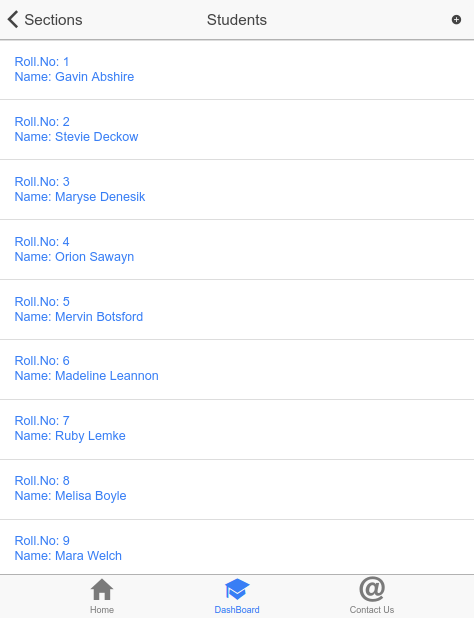 Sections
Students
Roll.No: 1
Name: Gavin Abshire
Roll.No: 2
Name: Stevie Deckow
Roll.No: 3
Name: Maryse Denesik
Roll.No: 4
Name: Orion Sawayn
Roll.No: 5
Name: Mervin Botsford
Roll.No: 6
Name: Madeline Leannon
Roll.No: 7
Name: Ruby Lemke
Roll.No: 8
Name: Melisa Boyle
Roll.No: 9
Name: Mara Welch
Home
DashBoard
Contact Us